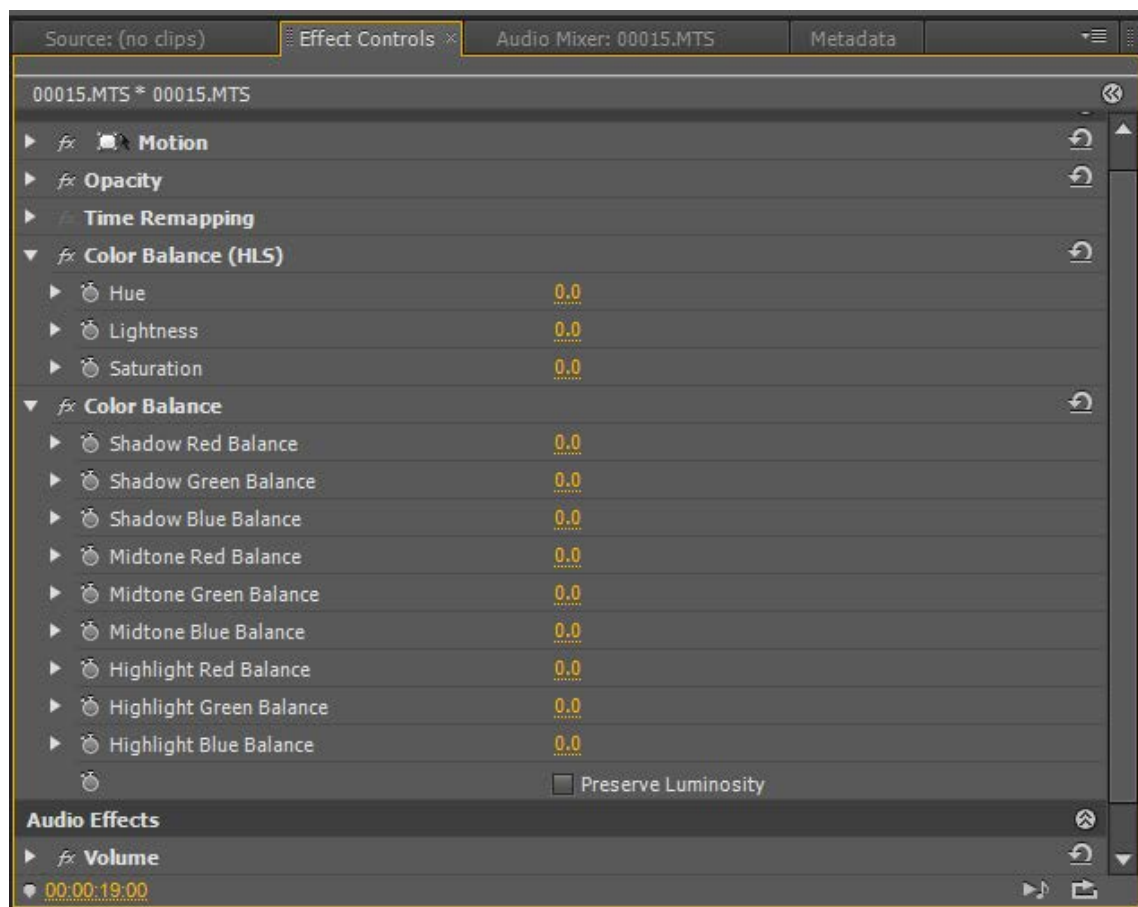 Source: (no clips) Effect Controls × Audio Mixer: 00015.MTS Metadata
00015.MTS * 00015.MTS
fx Motion
fx Opacity
Time Remapping
fx Color Balance (HLS)
Hue 0.0
Lightness 0.0
Saturation 0.0
fx Color Balance
Shadow Red Balance 0.0
Shadow Green Balance 0.0
Shadow Blue Balance 0.0
Midtone Red Balance 0.0
Midtone Green Balance 0.0
Midtone Blue Balance 0.0
Highlight Red Balance 0.0
Highlight Green Balance 0.0
Highlight Blue Balance 0.0
Preserve Luminosity
Audio Effects
fx Volume
00:00:19:00